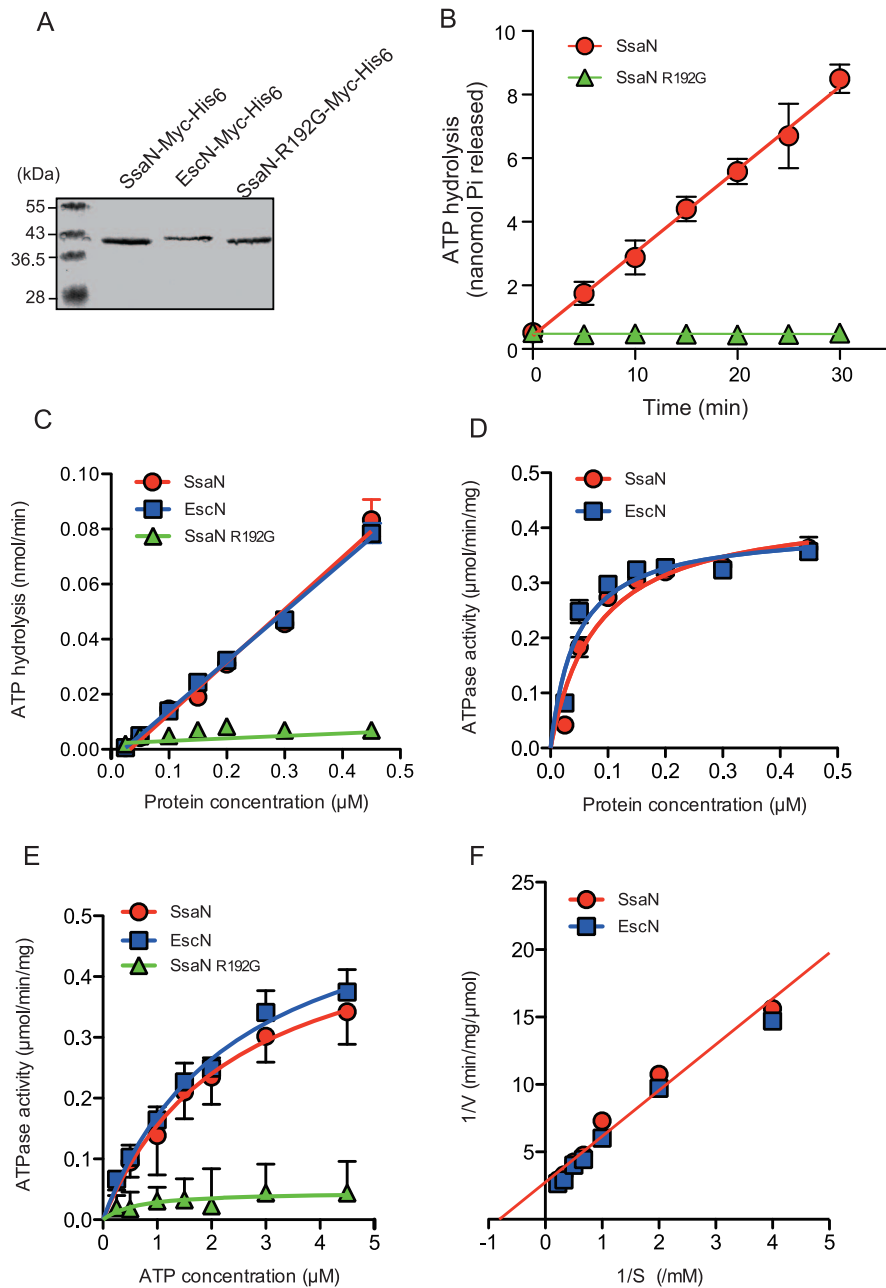 A
SsaN-Myc-His6
EscN-Myc-His6
SsaN-R192G-Myc-His6
(kDa)
55
43
36.5
28
B
SsaN
SsaN R192G
ATP hydrolysis
(nanomol PI released)
10
8
6
4
2
0
0 10 20 30
Time (min)
C
SsaN
EscN
SsaN R192G
ATP hydrolysis (nmol/min)
0.10
0.08
0.06
0.04
0.02
0.00
0.0 0.1 0.2 0.3 0.4 0.5
Protein concentration (µM)
D
SsaN
EscN
ATPase activity (µmol/min/mg)
0.5
0.4
0.3
0.2
0.1
0.0
0.0 0.1 0.2 0.3 0.4 0.5
Protein concentration (µM)
E
SsaN
EscN
SsaN R192G
ATPase activity (µmol/min/mg)
0.5
0.4
0.3
0.2
0.1
0.0
0 1 2 3 4 5
ATP concentration (µM)
F
SsaN
EscN
1/V (min/mg/µmol)
25
20
15
10
5
-1 0 1 2 3 4 5
1/S (/mM)